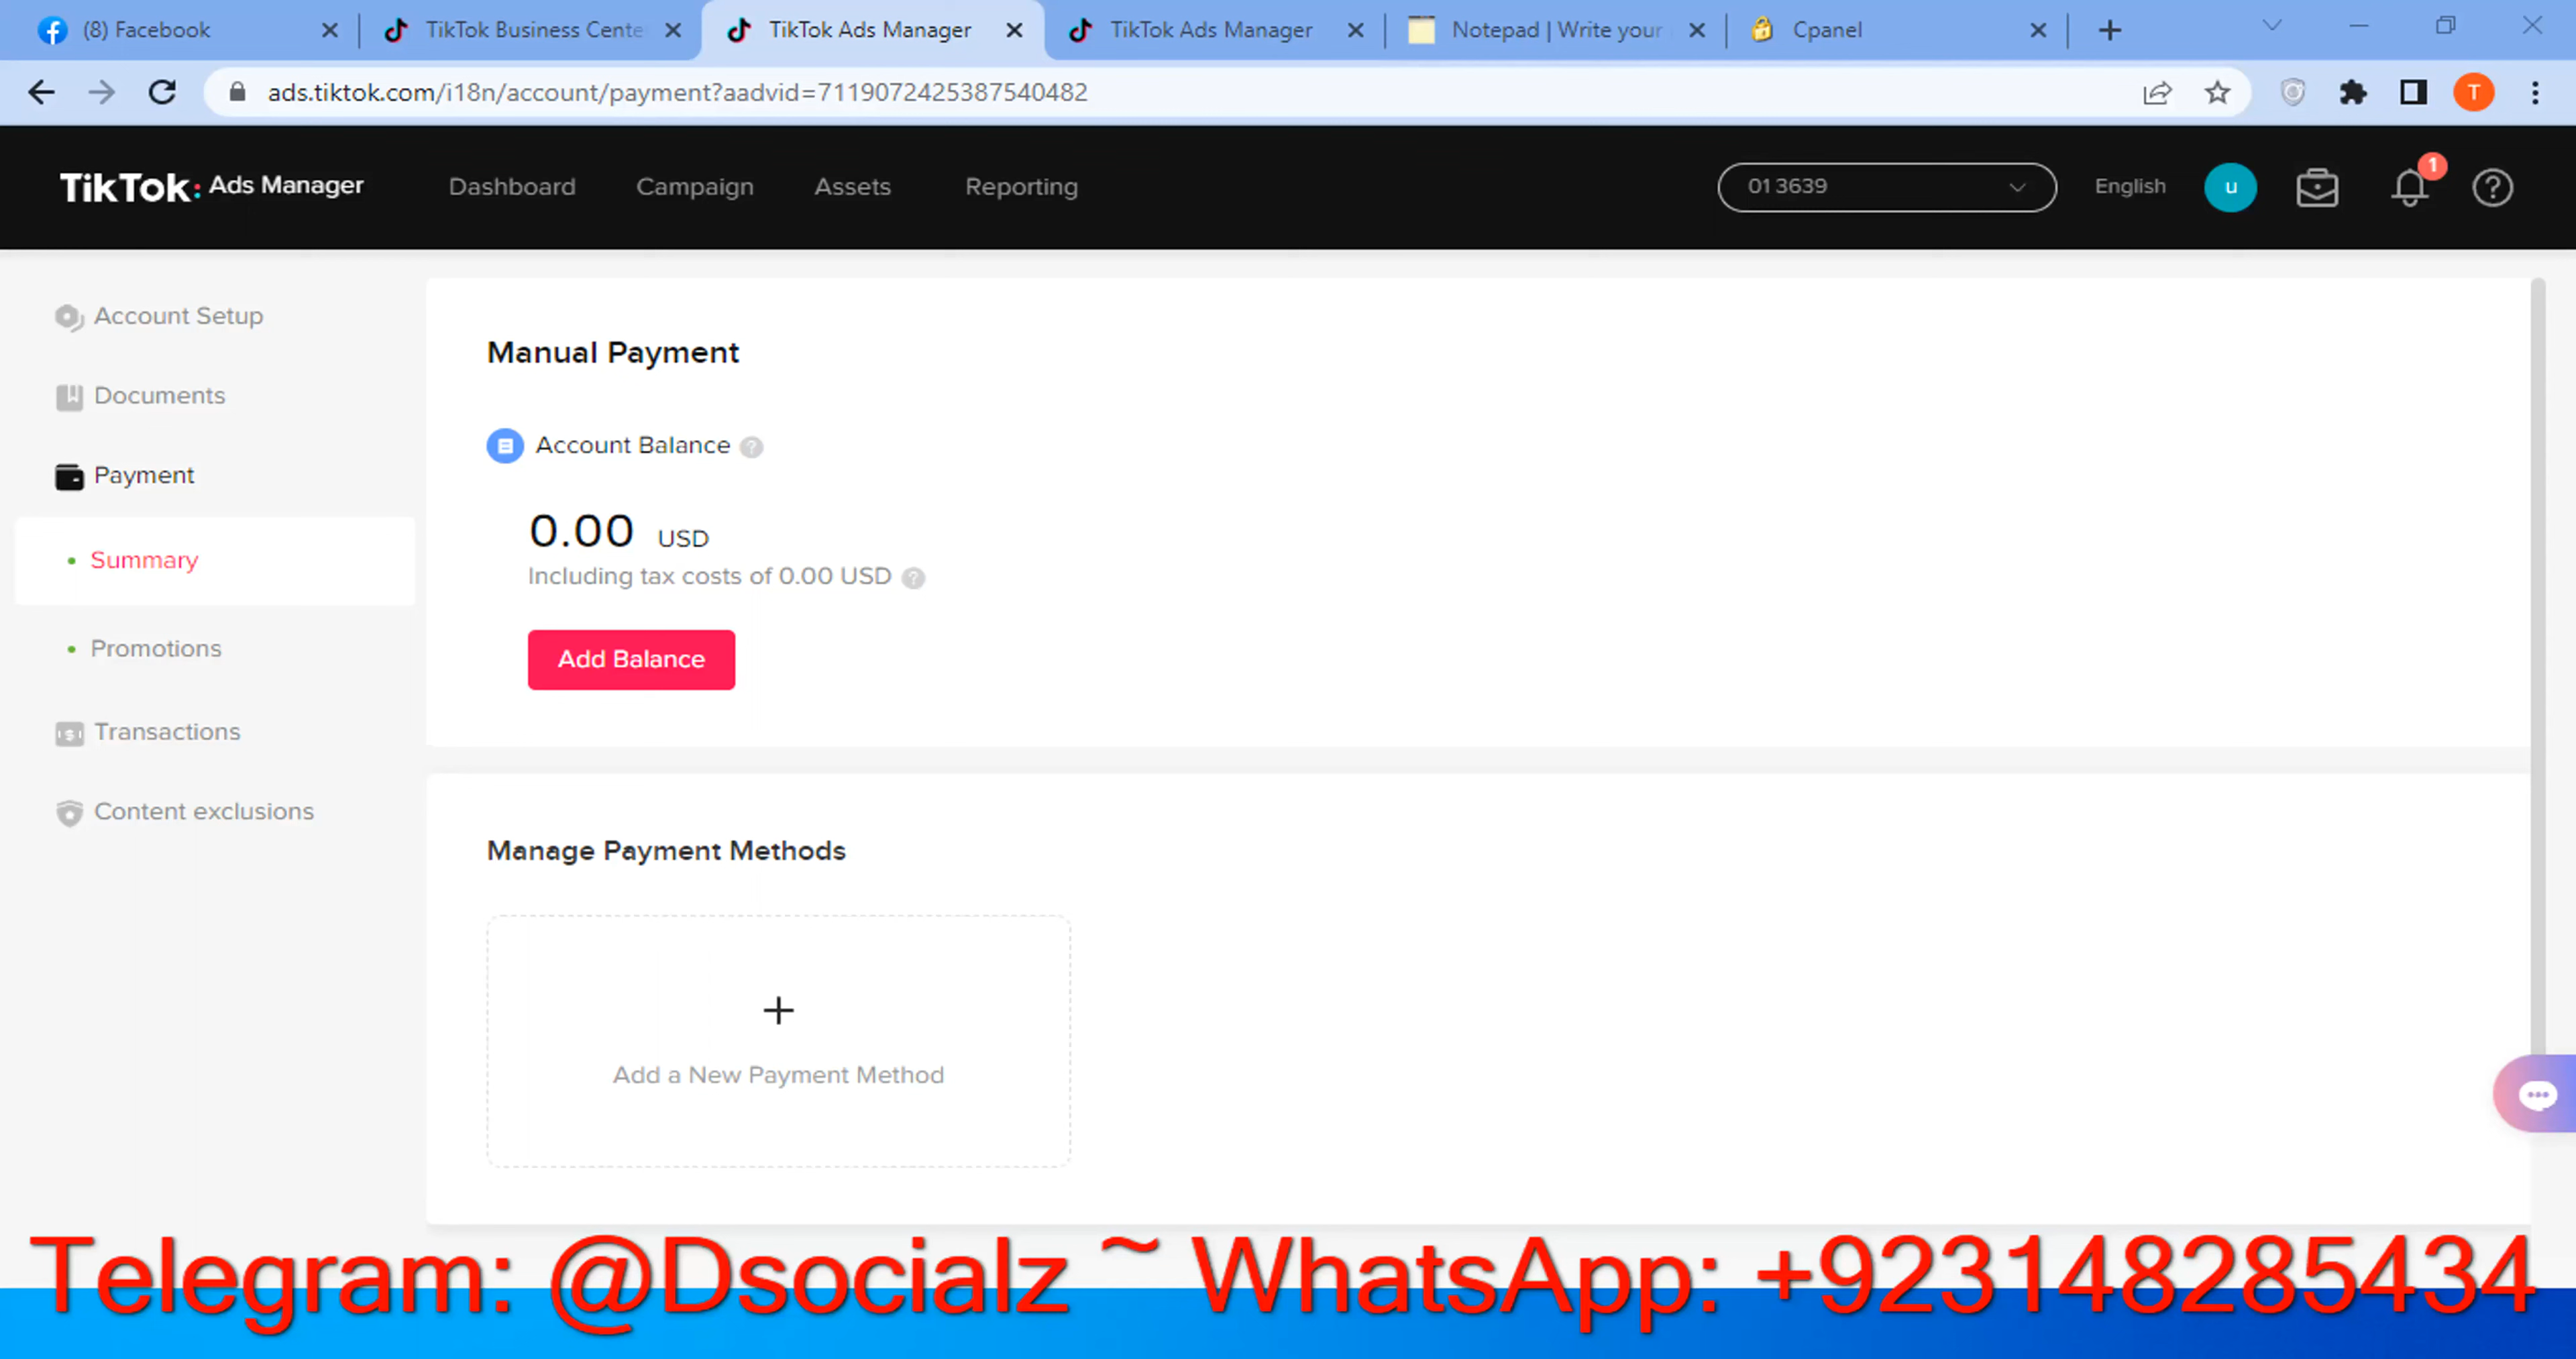 (8) Facebook
TikTok Business Cente
TikTok Ads Manager
TikTok Ads Manager
Notepad | Write your
Cpanel
ads.tiktok.com/i18n/account/payment?aadvid=7119072425387540482
T
TikTok: Ads Manager
Dashboard
Campaign
Assets
Reporting
01 3639
English
u
1
Account Setup
Documents
Payment
Summary
Promotions
Transactions
Content exclusions
Manual Payment
Account Balance
0.00 USD
Including tax costs of 0.00 USD
Add Balance
Manage Payment Methods
Add a New Payment Method
Telegram: @Dsocialz ~ WhatsApp: +923148285434